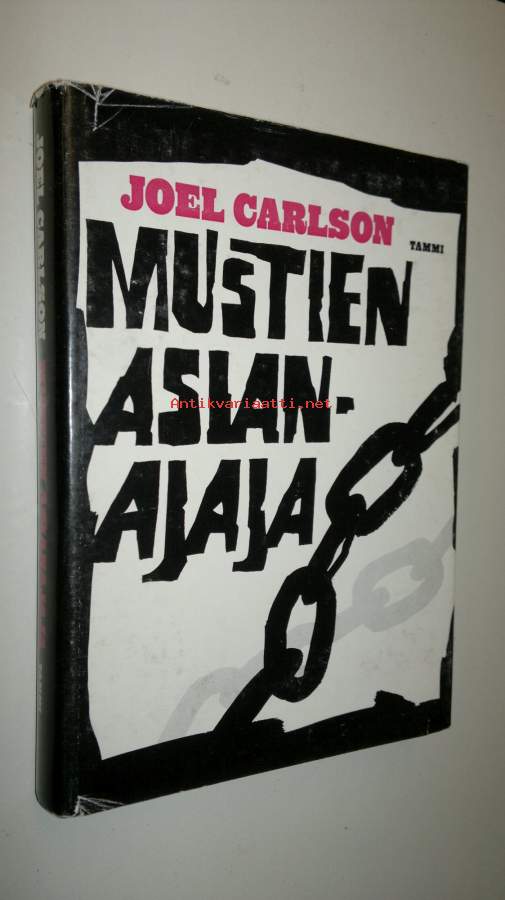 JOEL CARLSON
TAMMI
MUSTIEN
ASIAN-
AJAJA
Antikvariaatti.net
JOEL CARLSON